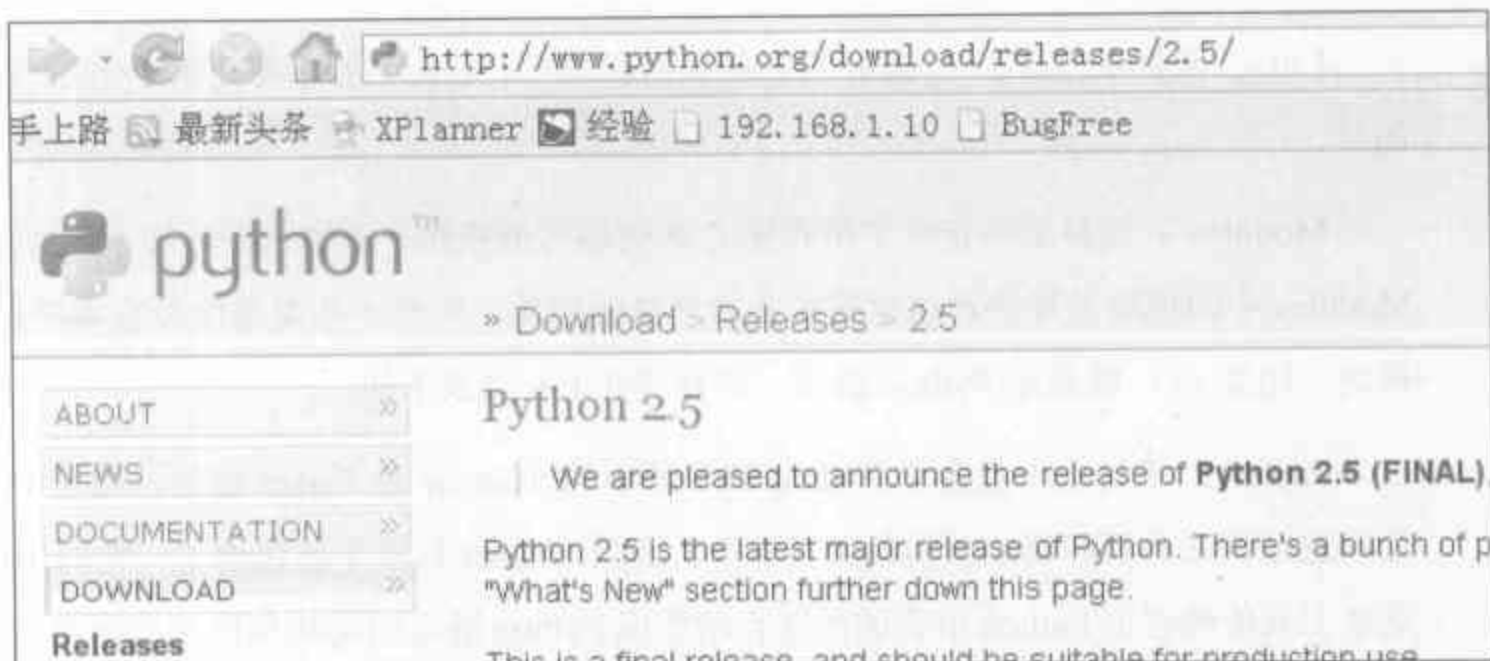 http://www.python.org/download/releases/2.5/
手上路 最新头条 XPlanner 经验 192.168.1.10 BugFree
python™
» Download > Releases > 2.5
ABOUT »
NEWS »
DOCUMENTATION »
DOWNLOAD »
Releases
Python 2.5
We are pleased to announce the release of Python 2.5 (FINAL)
Python 2.5 is the latest major release of Python. There's a bunch of p
"What's New" section further down this page.
This is a final release, and should be suitable for production use